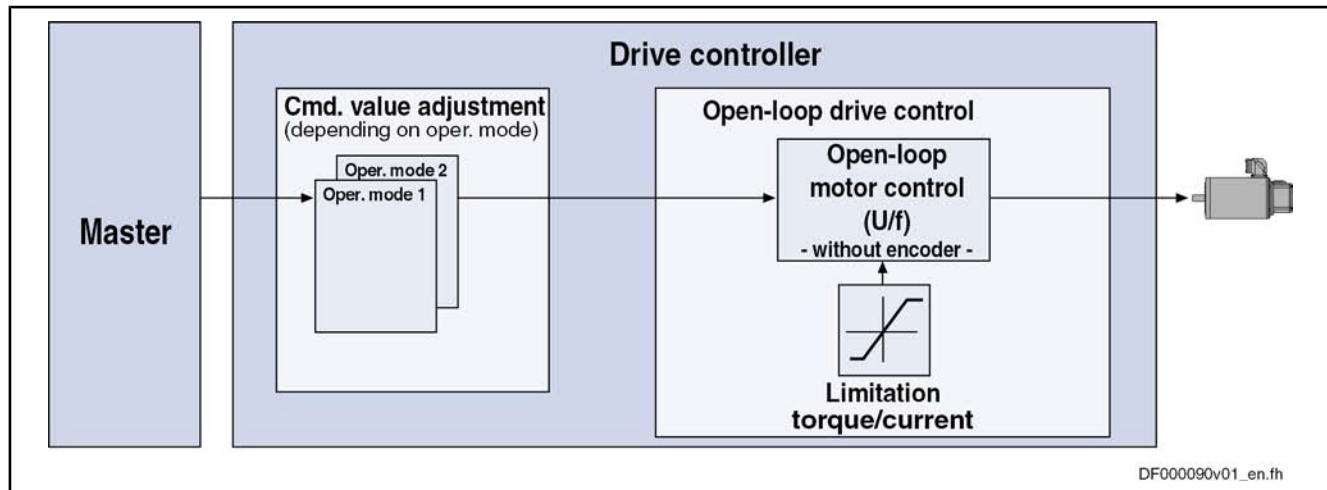 Drive controller
Master
Cmd. value adjustment
(depending on oper. mode)
Oper. mode 2
Oper. mode 1
Open-loop drive control
Open-loop
motor control
(U/f)
- without encoder -
Limitation
torque/current
DF000090v01_en.fh